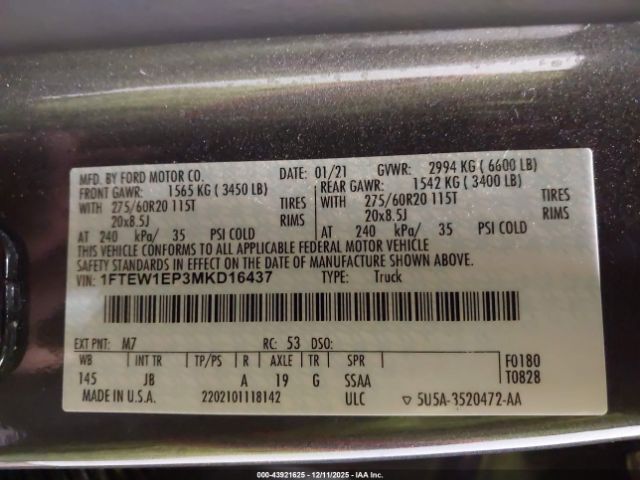 MFD. BY FORD MOTOR CO. DATE: 01/21 GVWR: 2994 KG ( 6600 LB)
FRONT GAWR: 1565 KG ( 3450 LB) REAR GAWR: 1542 KG ( 3400 LB)
WITH 275/60R20 115T TIRES WITH 275/60R20 115T TIRES
20x8.5J RIMS 20x8.5J RIMS
AT 240 kPa/ 35 PSI COLD AT 240 kPa/ 35 PSI COLD
THIS VEHICLE CONFORMS TO ALL APPLICABLE FEDERAL MOTOR VEHICLE
SAFETY STANDARDS IN EFFECT ON THE DATE OF MANUFACTURE SHOWN ABOVE.
VIN: 1FTEW1EP3MKD16437 TYPE: Truck
EXT PNT: M7 RC: 53 DSO:
WB INT TR TP/PS R AXLE TR SPR F0180
145 JB A 19 G SSAA T0828
MADE IN U.S.A. 2202101118142 ULC ▽ 5U5A-3520472-AA
000-43921625 - 12/11/2025 - IAA Inc.